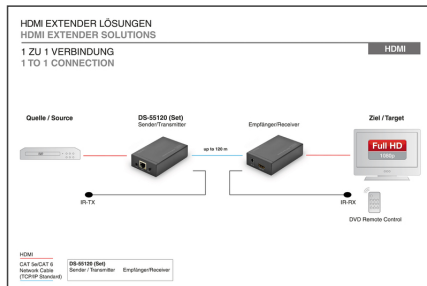 HDMI EXTENDER LÖSUNGEN
HDMI EXTENDER SOLUTIONS
1 ZU 1 VERBINDUNG
1 TO 1 CONNECTION
HDMI
Quelle / Source
DS-55120 (Set)
Sender/Transmitter
Empfänger/Receiver
Ziel / Target
up to 120 m
Full HD
1080p
IR-TX
IR-RX
DVD Remote Control
HDMI
CAT 5e/CAT 6
Network Cable
(TCP/IP Standard)
DS-55120 (Set)
Sender / Transmitter Empfänger/Receiver